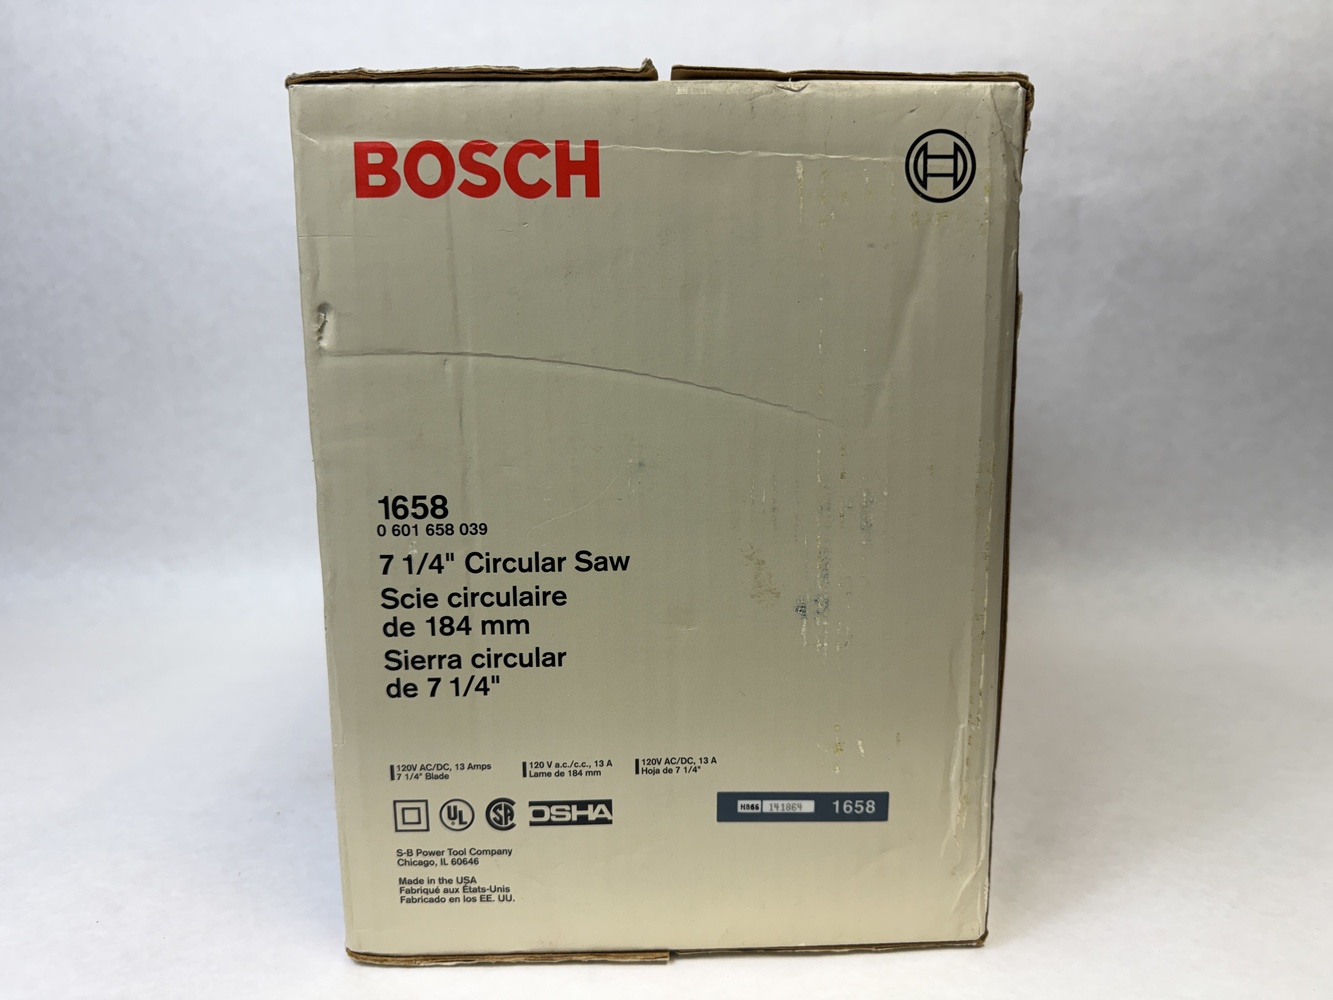 BOSCH
1658
0 601 658 039
7 1/4" Circular Saw
Scie circulaire
de 184 mm
Sierra circular
de 7 1/4"
120V AC/DC, 13 Amps
7 1/4" Blade
120 V a.c./c.c., 13 A
Lame de 184 mm
120V AC/DC, 13 A
Hoja de 7 1/4"
UL
SA
OSHA
141864 1658
S-B Power Tool Company
Chicago, IL 60646
Made in the USA
Fabriqué aux États-Unis
Fabricado en los EE. UU.